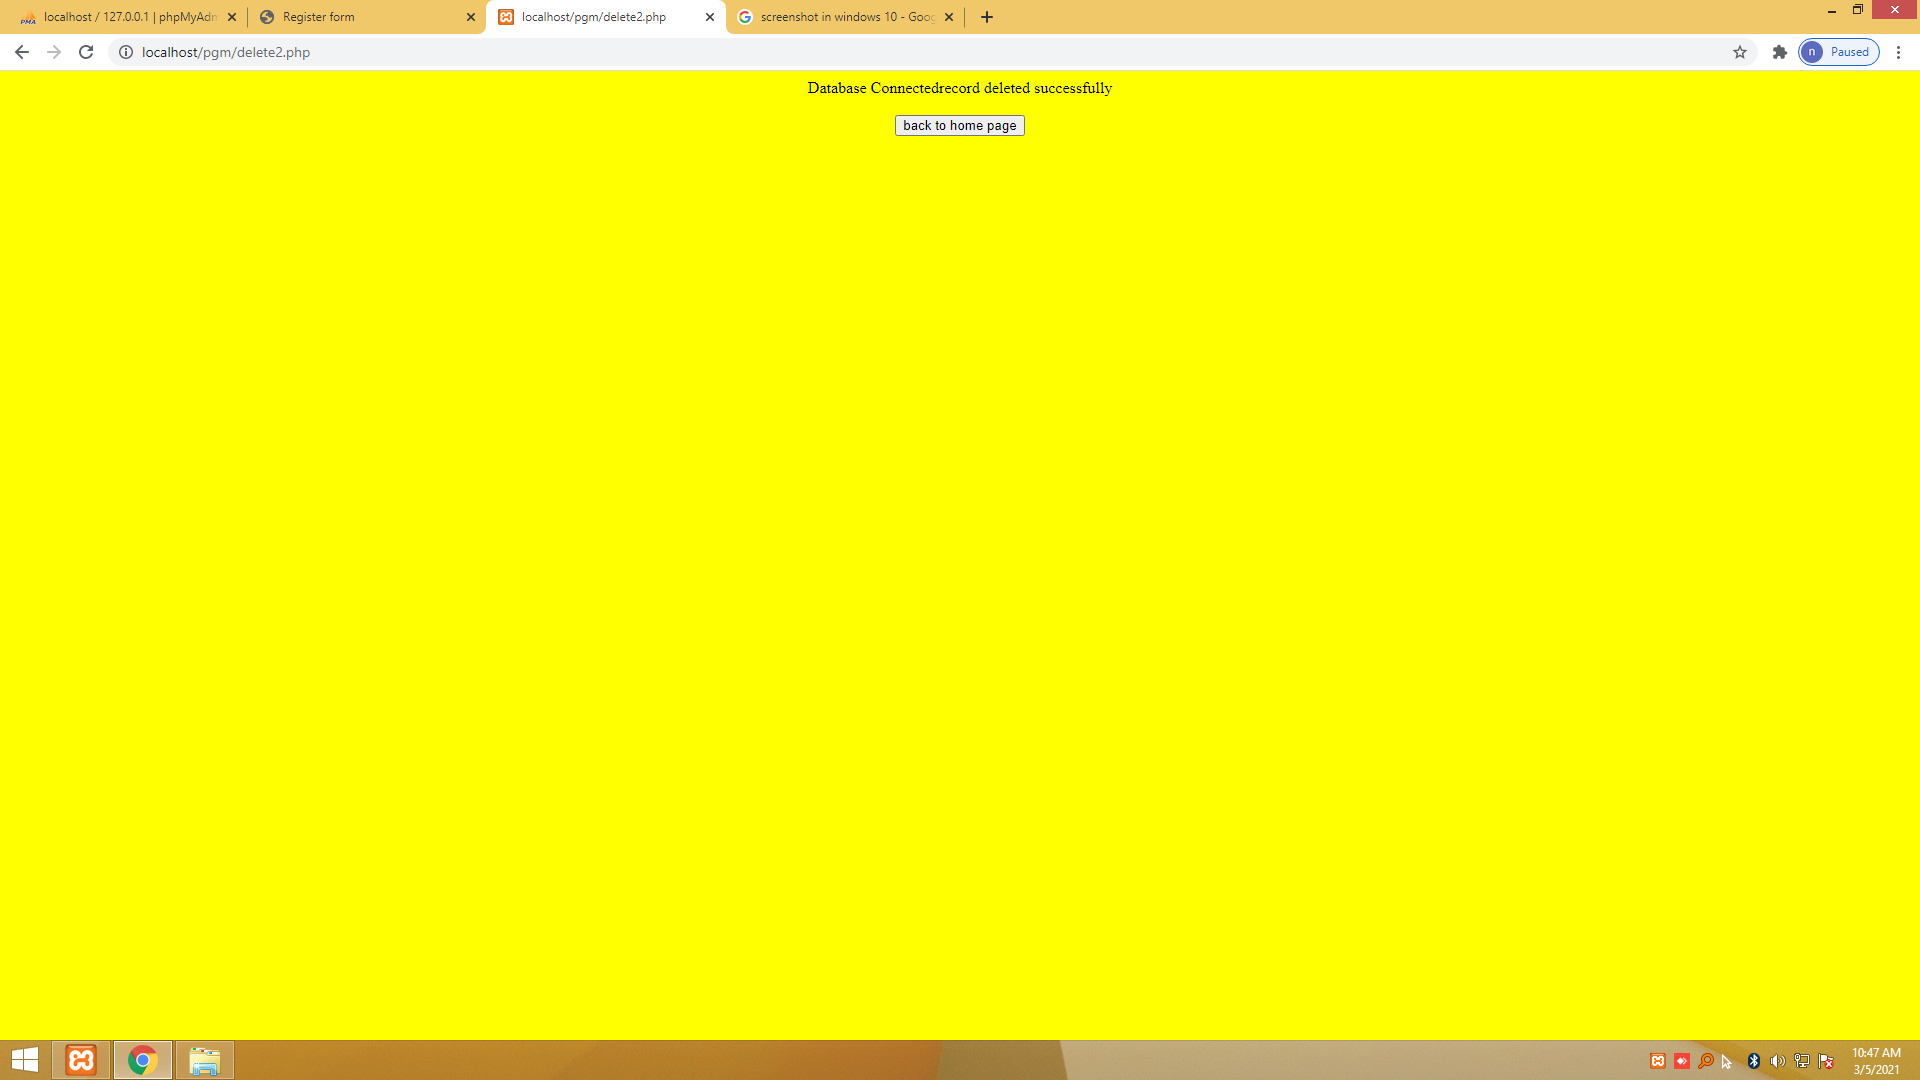 localhost / 127.0.0.1 | phpMyAdm
Register form
localhost/pgm/delete2.php
screenshot in windows 10 - Goog
localhost/pgm/delete2.php
n
Paused
Database Connectedrecord deleted successfully
back to home page
10:47 AM
3/5/2021